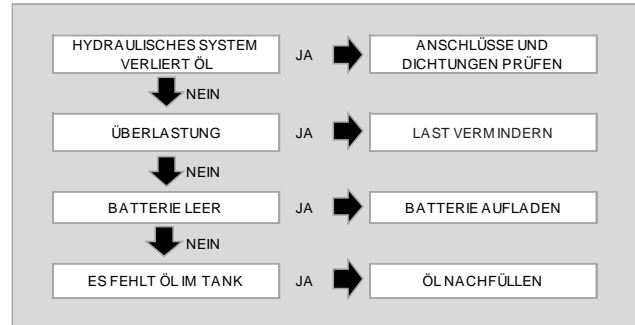 HYDRAULISCHES SYSTEM
VERLIERT ÖL
JA
ANSCHLÜSSE UND
DICHTUNGEN PRÜFEN
NEIN
ÜBERLASTUNG
JA
LAST VERMINDERN
NEIN
BATTERIE LEER
JA
BATTERIE AUFLADEN
NEIN
ES FEHLT ÖL IM TANK
JA
ÖL NACHFÜLLEN